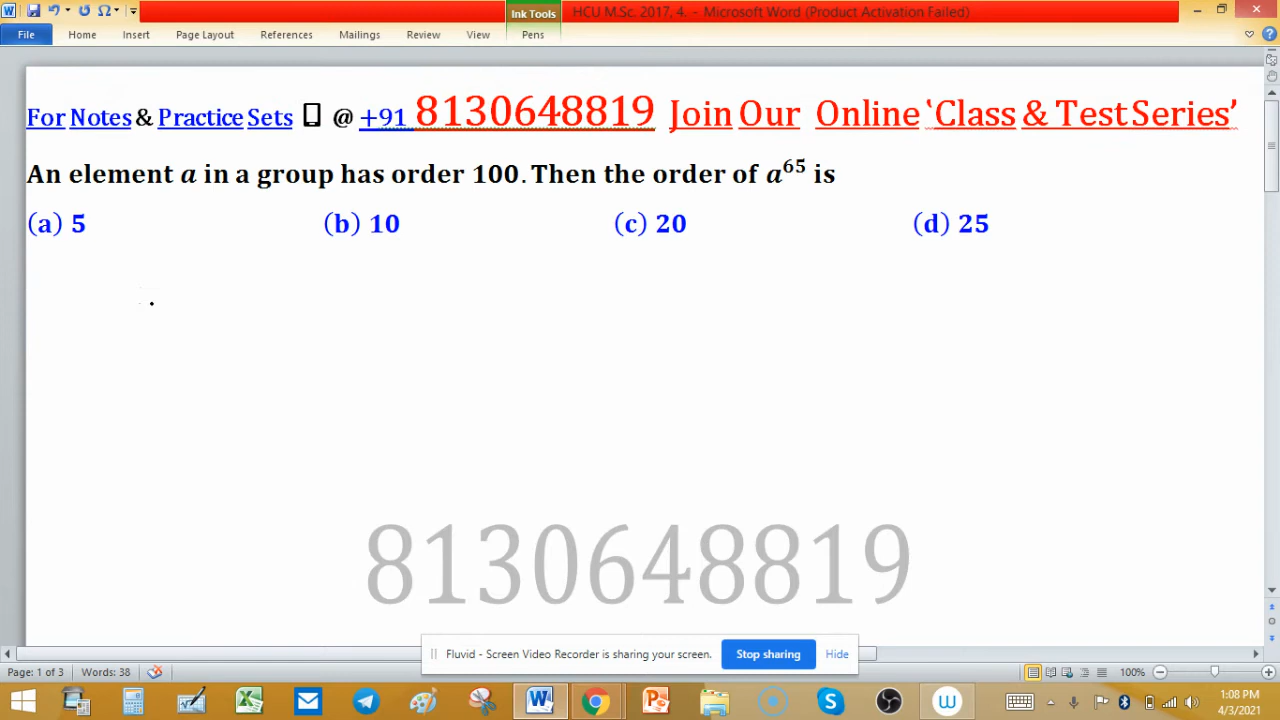 HCU M.Sc. 2017, 4. - Microsoft Word (Product Activation Failed)
Ink Tools
File Home Insert Page Layout References Mailings Review View Pens
For Notes & Practice Sets @ +91 8130648819 Join Our Online ‘Class & Test Series’
An element a in a group has order 100. Then the order of a⁶⁵ is
(a) 5 (b) 10 (c) 20 (d) 25
8130648819
Fluvid - Screen Video Recorder is sharing your screen. Stop sharing Hide
Page: 1 of 3 Words: 38 100%
1:08 PM
4/3/2021